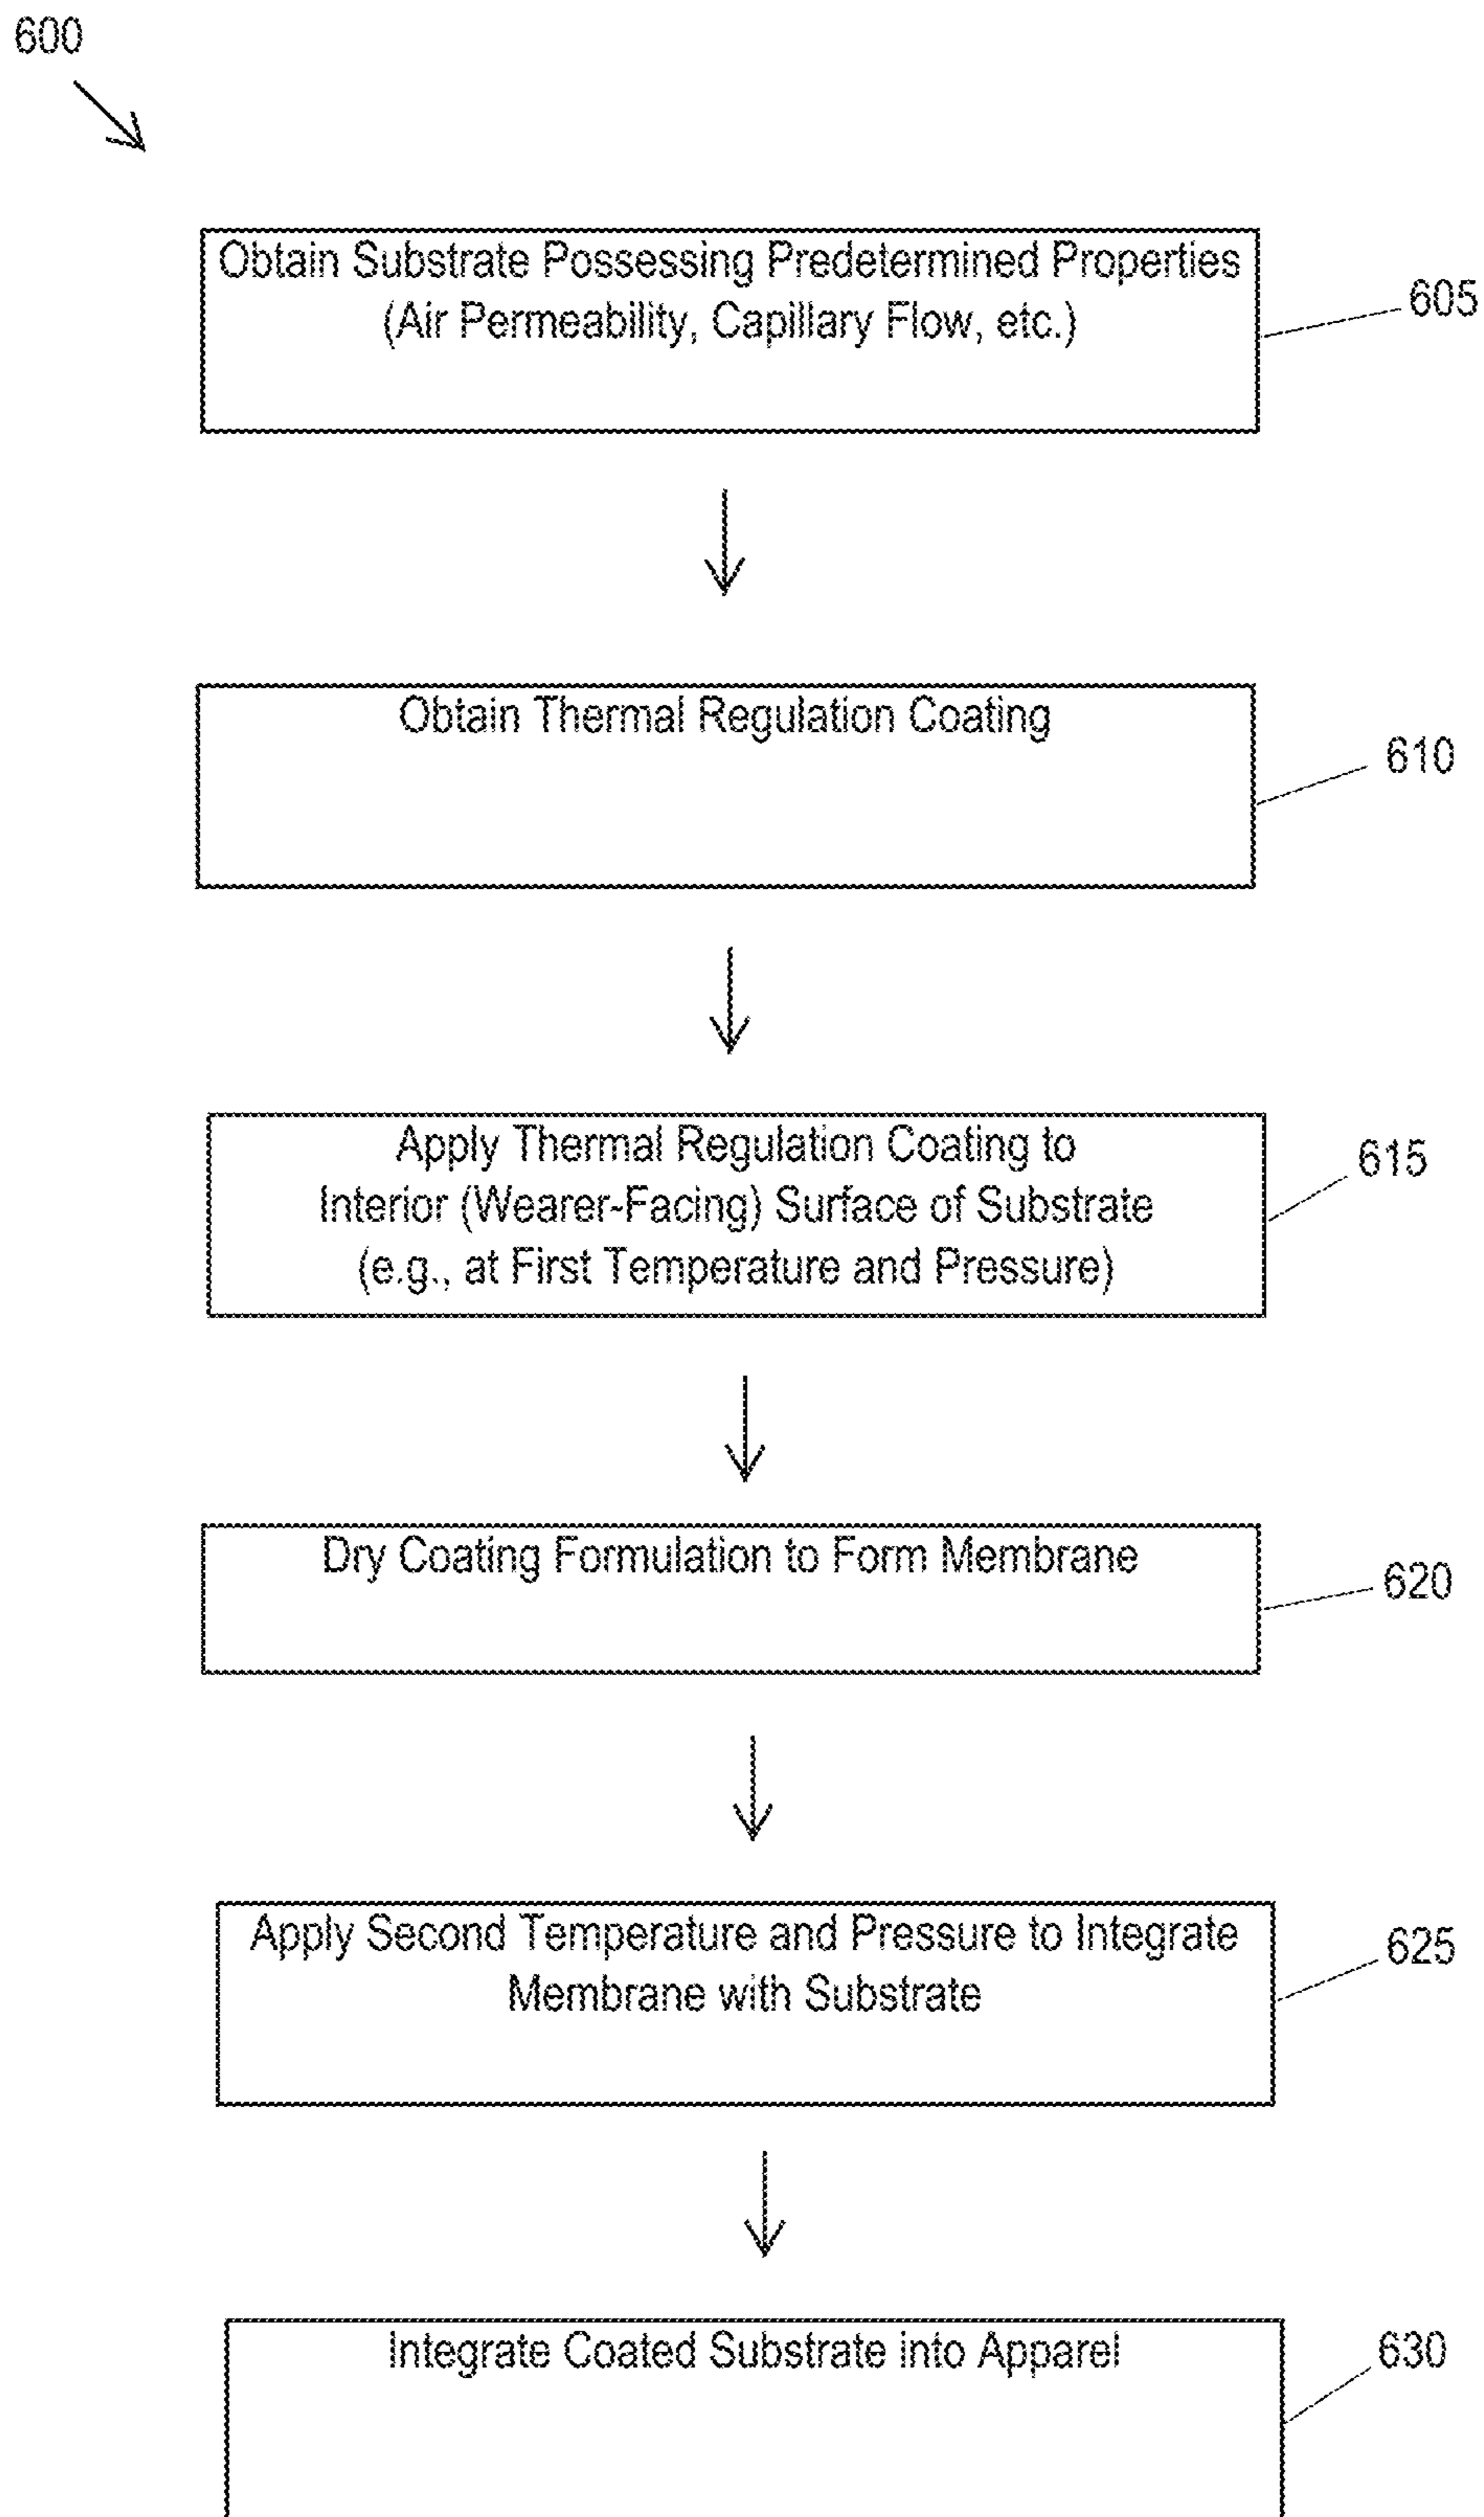 600
Obtain Substrate Possessing Predetermined Properties
(Air Permeability, Capillary Flow, etc.)
605
Obtain Thermal Regulation Coating
610
Apply Thermal Regulation Coating to
Interior (Wearer-Facing) Surface of Substrate
(e.g., at First Temperature and Pressure)
615
Dry Coating Formulation to Form Membrane
620
Apply Second Temperature and Pressure to Integrate
Membrane with Substrate
625
Integrate Coated Substrate into Apparel
630